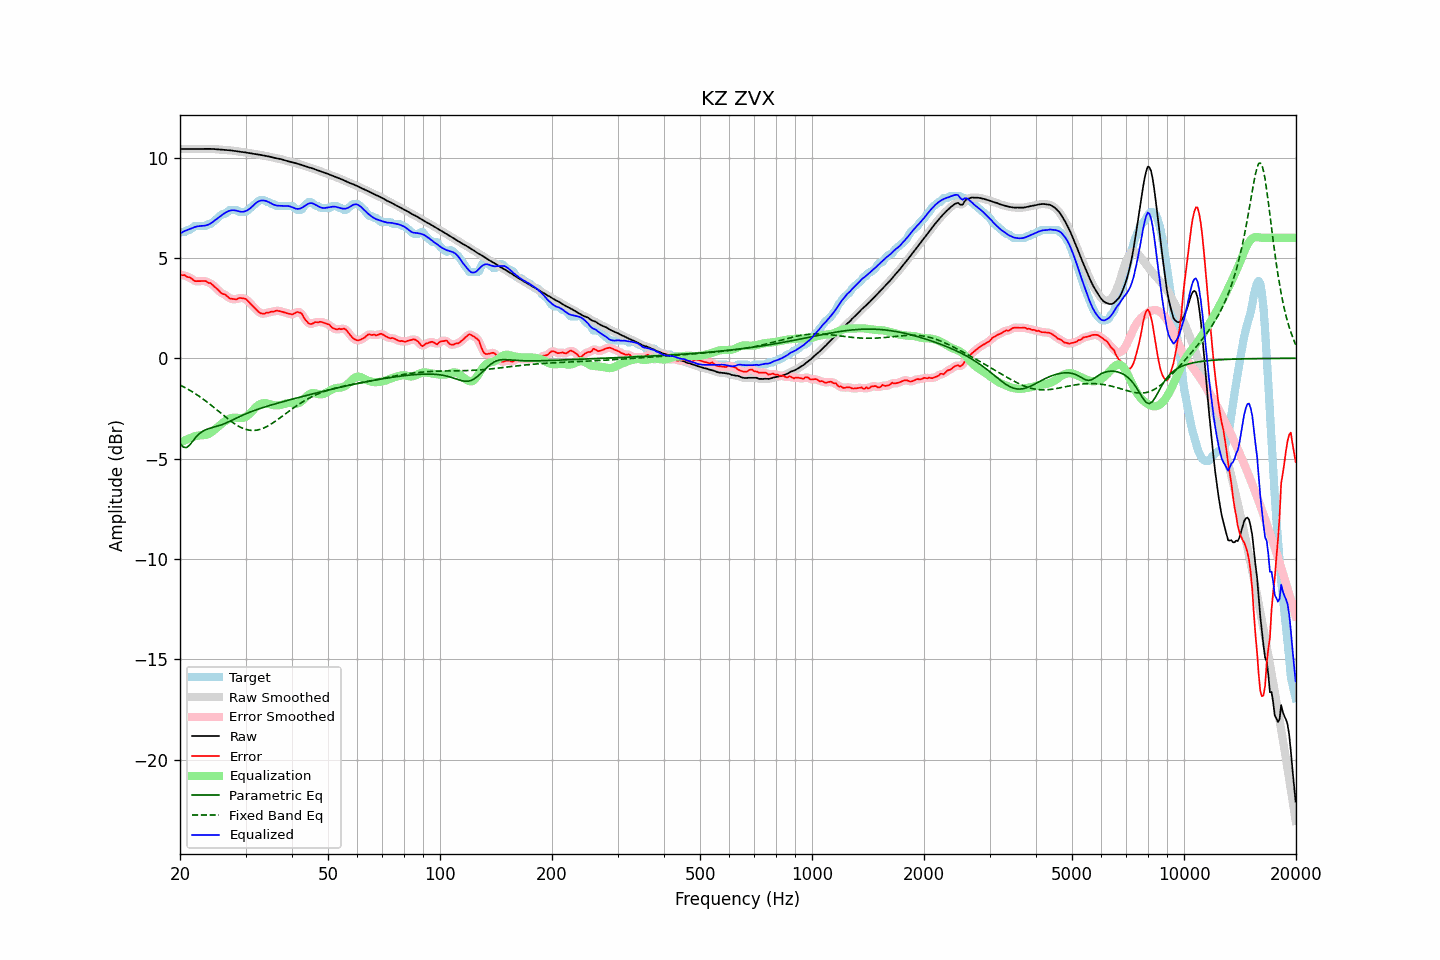 KZ ZVX
Amplitude (dBr)
10
5
0
−5
−10
−15
−20
Target
Raw Smoothed
Error Smoothed
Raw
Error
Equalization
Parametric Eq
Fixed Band Eq
Equalized
20 50 100 200 500 1000 2000 5000 10000 20000
Frequency (Hz)